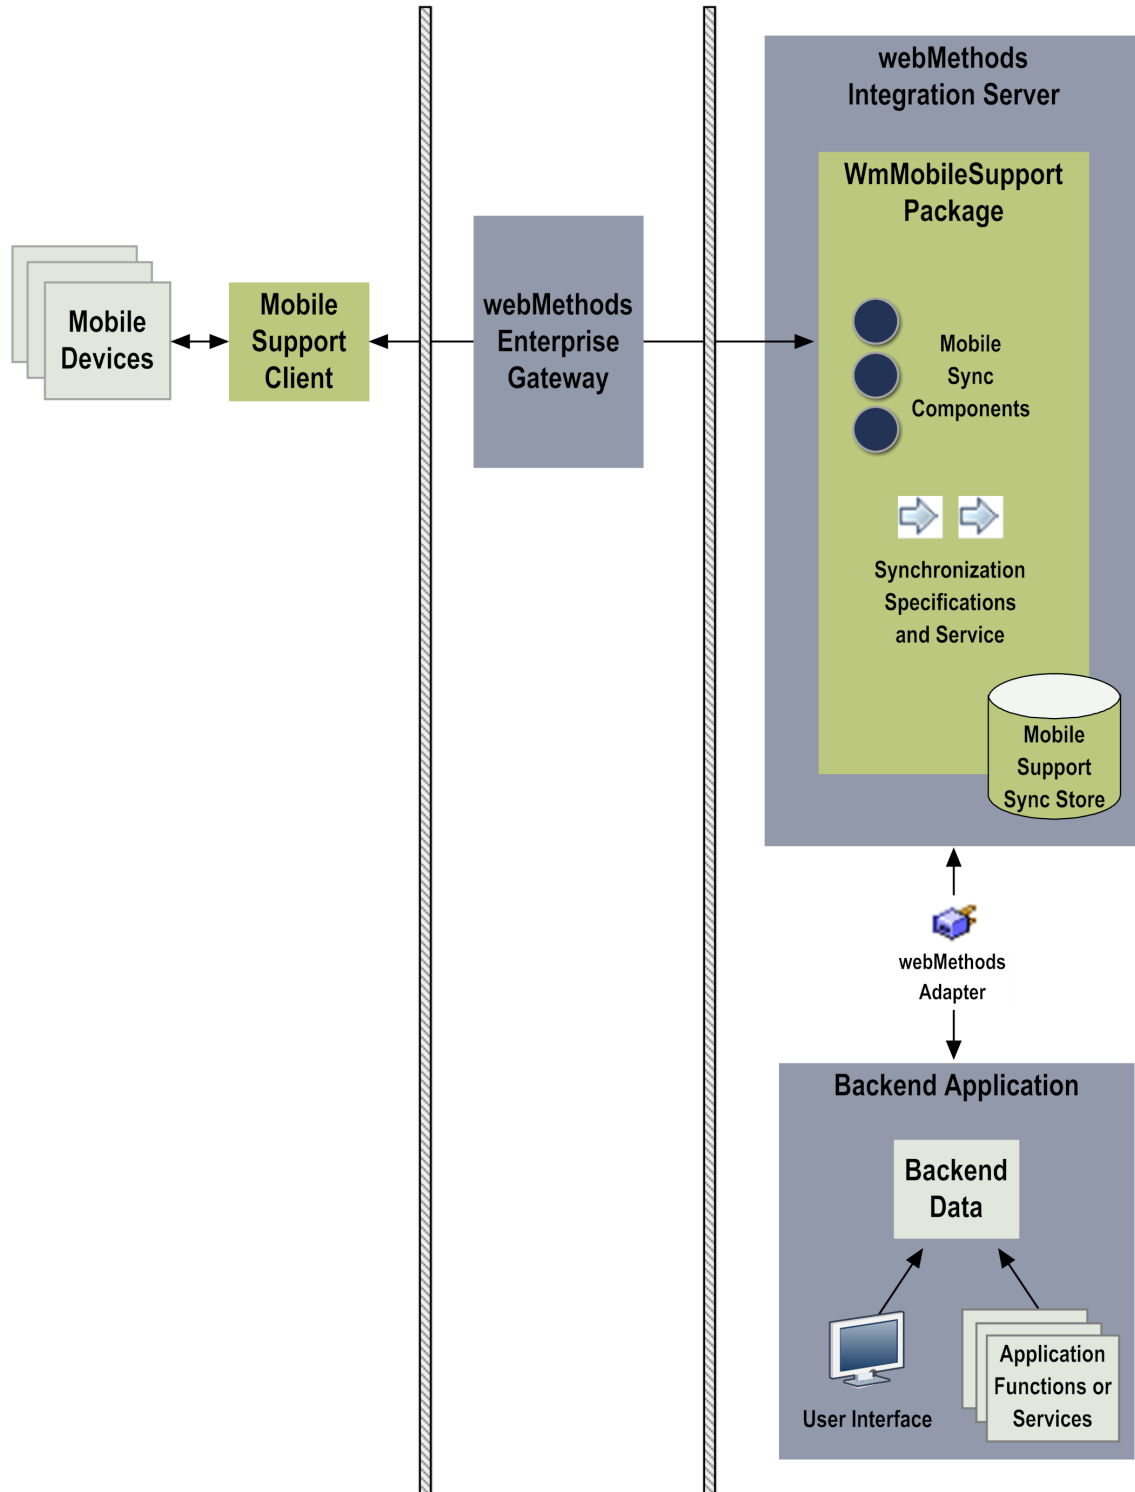 webMethods
Integration Server
WmMobileSupport
Package
Mobile
Devices
Mobile
Support
Client
webMethods
Enterprise
Gateway
Mobile
Sync
Components
Synchronization
Specifications
and Service
Mobile
Support
Sync Store
webMethods
Adapter
Backend Application
Backend
Data
User Interface
Application
Functions or
Services